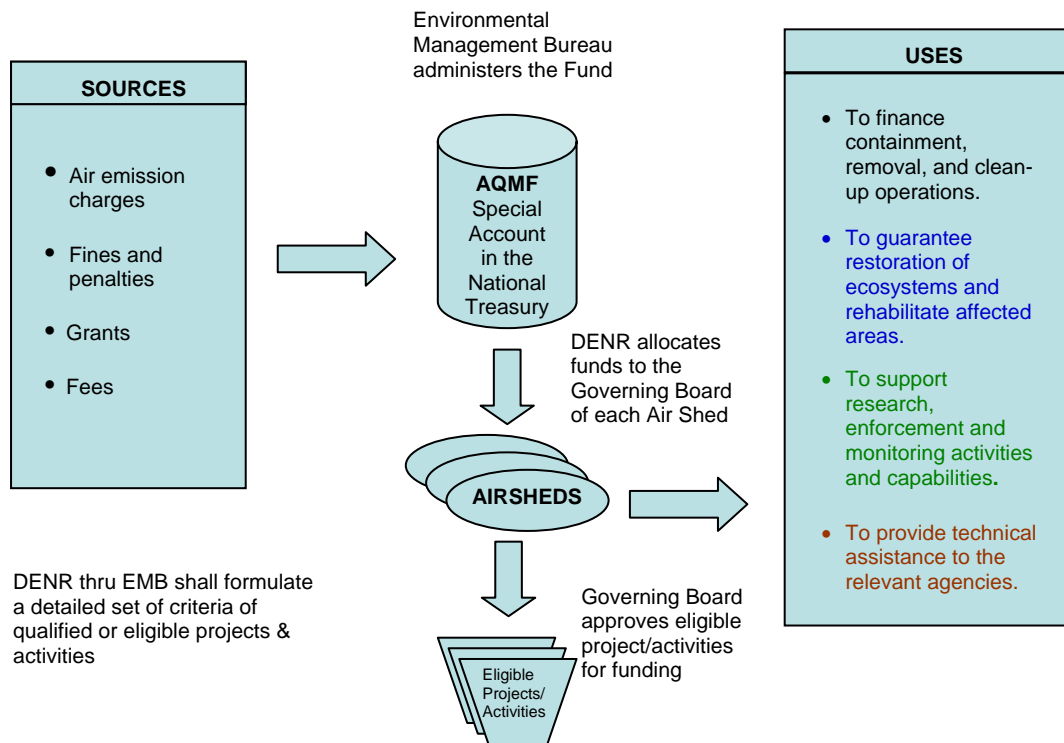 Environmental
Management Bureau
administers the Fund
SOURCES
• Air emission
charges
• Fines and
penalties
• Grants
• Fees
AQMF
Special
Account
in the
National
Treasury
DENR allocates
funds to the
Governing Board
of each Air Shed
AIRSHEDS
DENR thru EMB shall formulate
a detailed set of criteria of
qualified or eligible projects &
activities
Governing Board
approves eligible
project/activities
for funding
Eligible
Projects/
Activities
USES
• To finance
containment,
removal, and clean-
up operations.
• To guarantee
restoration of
ecosystems and
rehabilitate affected
areas.
• To support
research,
enforcement and
monitoring activities
and capabilities.
• To provide technical
assistance to the
relevant agencies.